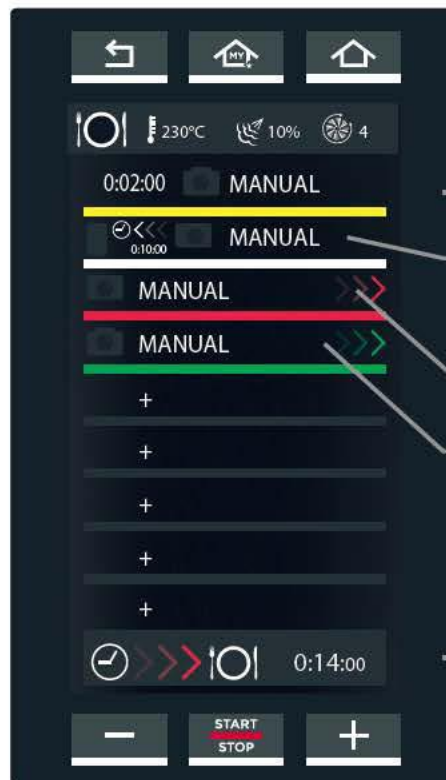 MY
230°C 10% 4
0:02:00 MANUAL
0:10:00 MANUAL
MANUAL
MANUAL
+
+
+
+
+
0:14:00
− START STOP +